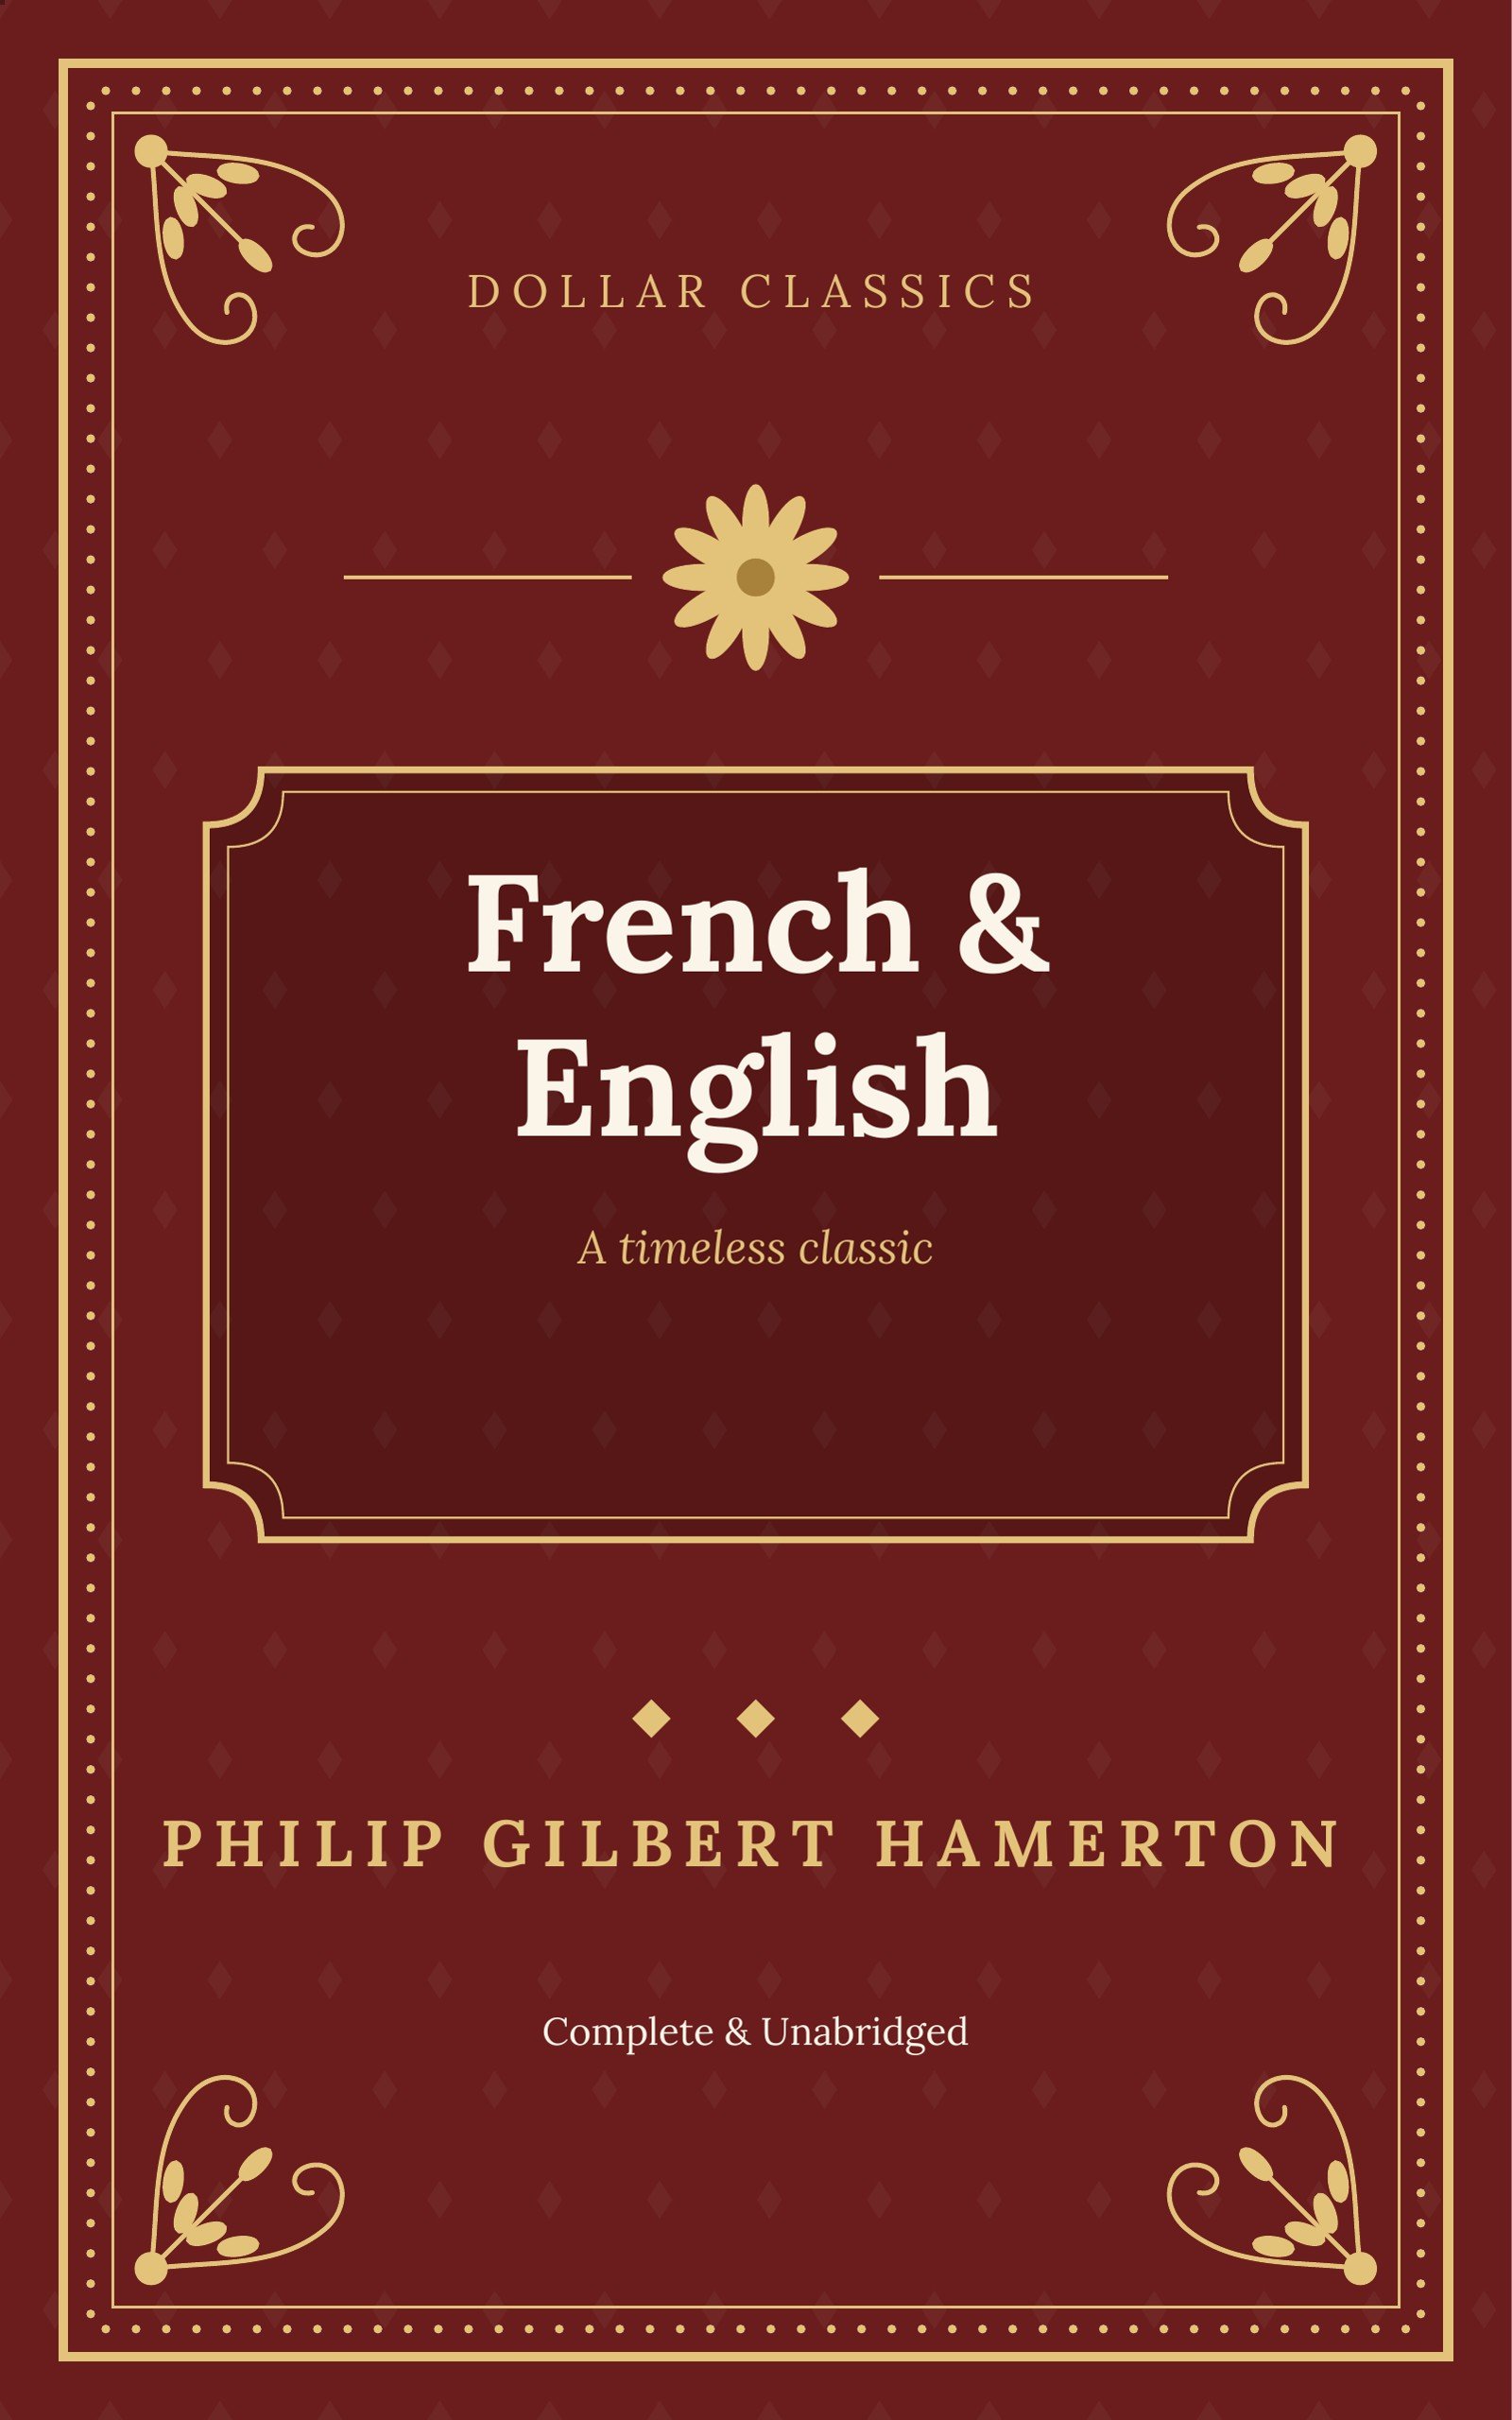 DOLLAR CLASSICS
French &
English
A timeless classic
PHILIP GILBERT HAMERTON
Complete & Unabridged